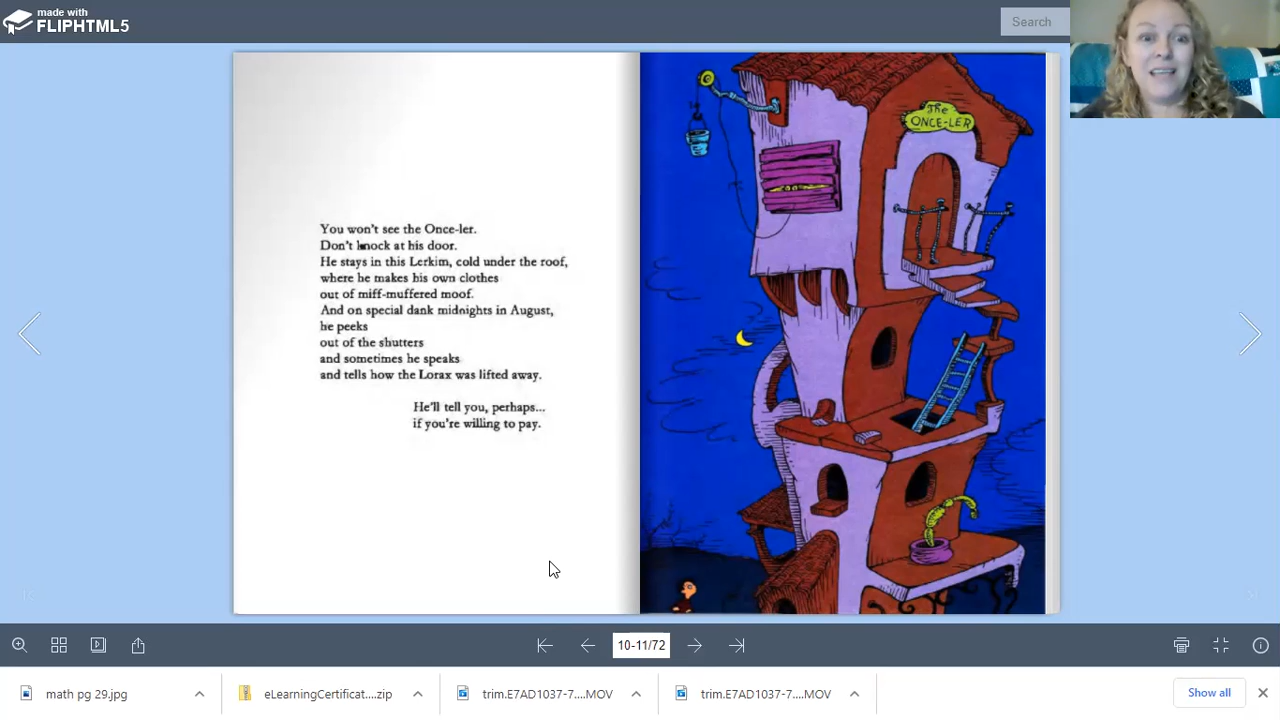 made with
FLIPHTML5
Search
You won't see the Once-ler.
Don't knock at his door.
He stays in this Lerkim, cold under the roof,
where he makes his own clothes
out of miff-muffered moof.
And on special dank midnights in August,
he peeks
out of the shutters
and sometimes he speaks
and tells how the Lorax was lifted away.
He'll tell you, perhaps...
if you're willing to pay.
The
ONCE-LER
10-11/72
math pg 29.jpg
eLearningCertificat....zip
trim.E7AD1037-7....MOV
trim.E7AD1037-7....MOV
Show all